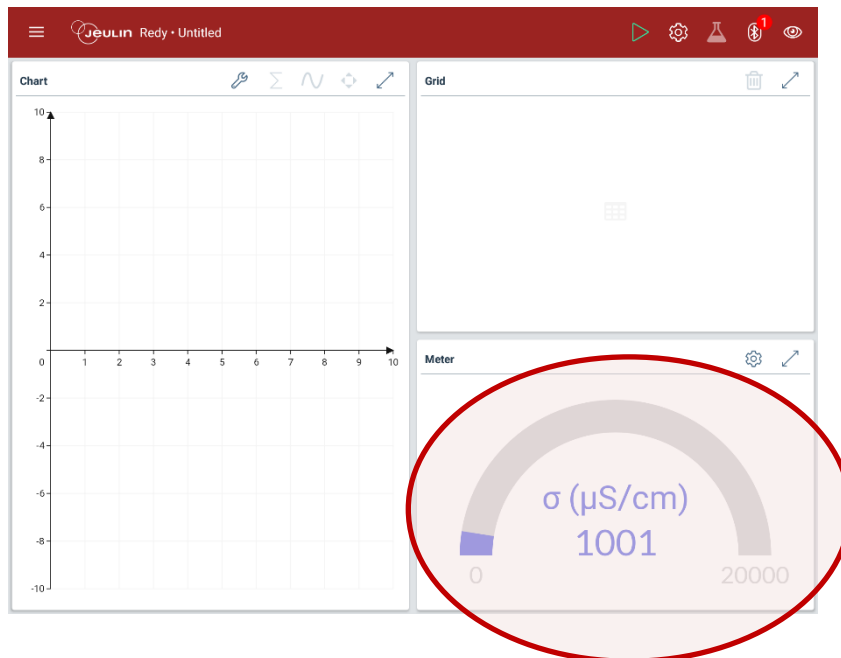 Jeulin Redy • Untitled
1
Chart
Grid
10
8
6
4
2
0 1 2 3 4 5 6 7 8 9 10
-2
-4
-6
-8
-10
Meter
σ (µS/cm)
1001
0 20000